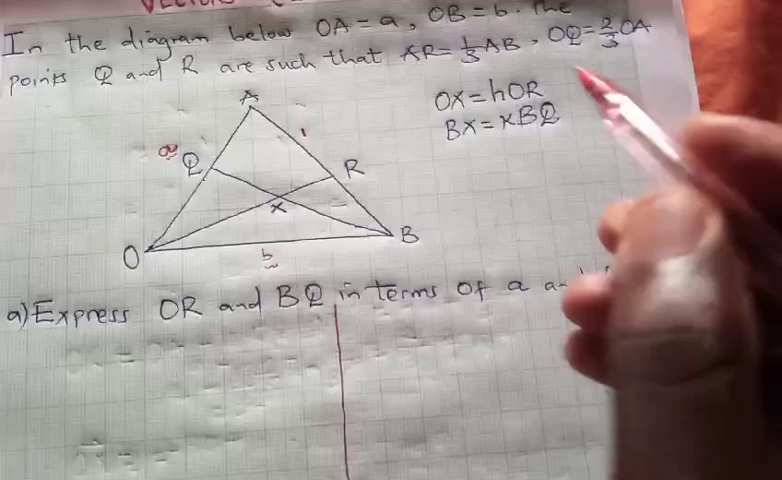 In the diagram below OA = a, OB = b. The
points Q and R are such that AR = 1/3 AB, OQ = 2/3 OA
OX = hOR
BX = kBQ
A
a
Q
R
X
O
b
B
a) Express OR and BQ in terms of a